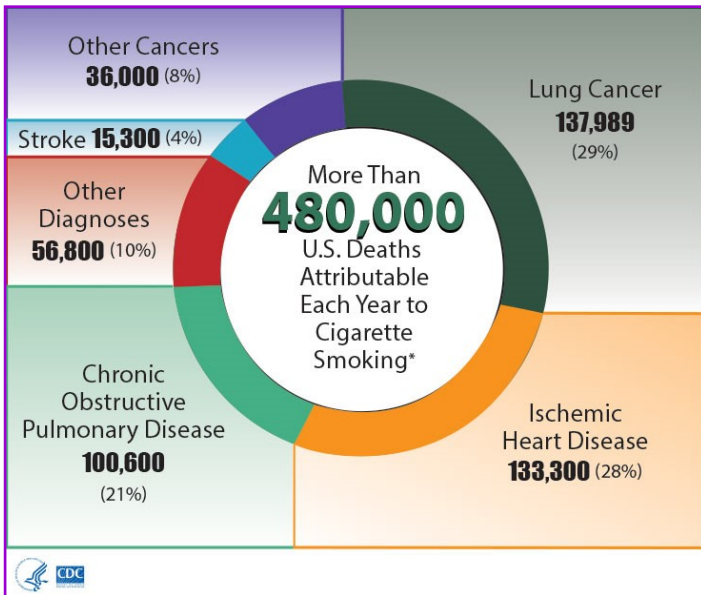 Other Cancers
36,000 (8%)
Stroke 15,300 (4%)
Other
Diagnoses
56,800 (10%)
Chronic
Obstructive
Pulmonary Disease
100,600
(21%)
More Than
480,000
U.S. Deaths
Attributable
Each Year to
Cigarette
Smoking*
Lung Cancer
137,989
(29%)
Ischemic
Heart Disease
133,300 (28%)
CDC